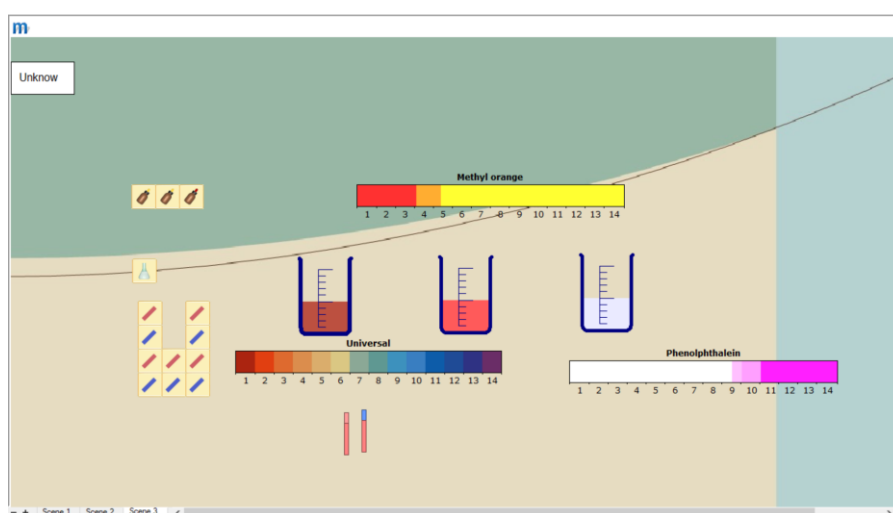 m
Unknow
Methyl orange
1 2 3 4 5 6 7 8 9 10 11 12 13 14
Universal
1 2 3 4 5 6 7 8 9 10 11 12 13 14
Phenolphthalein
1 2 3 4 5 6 7 8 9 10 11 12 13 14
Scene 1 Scene 2 Scene 3